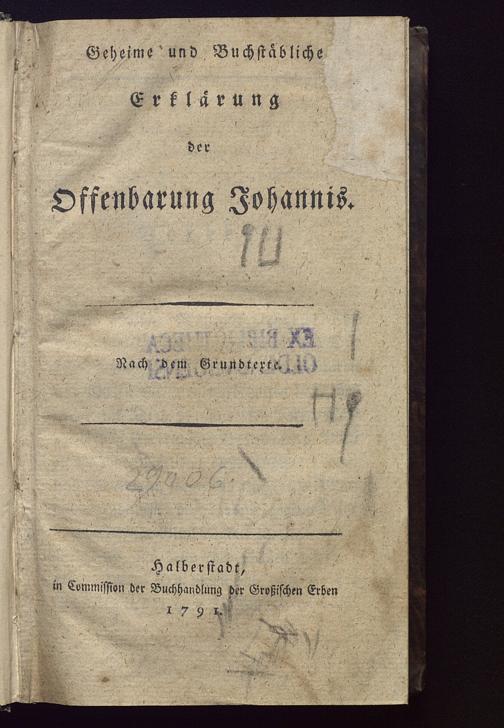 Geheime und Buchstäbliche
Erklärung
der
Offenbarung Johannis.
Nach dem Grundtexte.
29006.
Halberstadt,
in Commission der Buchhandlung der Großischen Erben
1791.